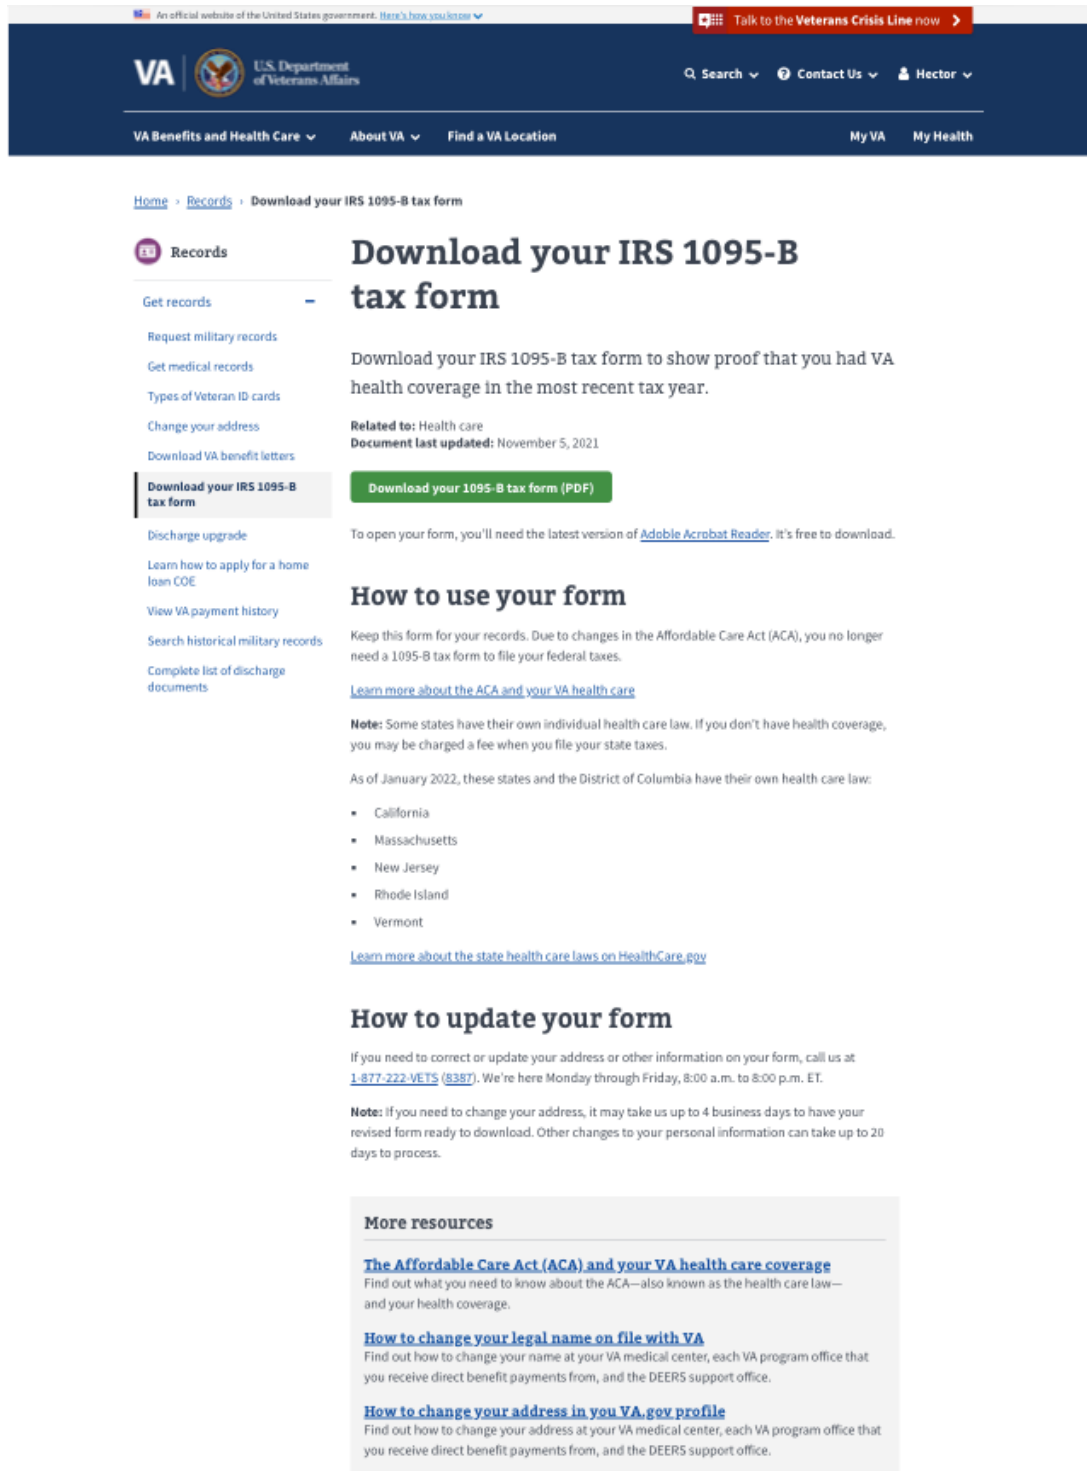 An official website of the United States government. Here's how you know
Talk to the Veterans Crisis Line now
VA
U.S. Department
of Veterans Affairs
Search
Contact Us
Hector
VA Benefits and Health Care
About VA
Find a VA Location
My VA
My Health
Home › Records › Download your IRS 1095-B tax form
Records
Get records
Request military records
Get medical records
Types of Veteran ID cards
Change your address
Download VA benefit letters
Download your IRS 1095-B
tax form
Discharge upgrade
Learn how to apply for a home
loan COE
View VA payment history
Search historical military records
Complete list of discharge
documents
Download your IRS 1095-B
tax form
Download your IRS 1095-B tax form to show proof that you had VA
health coverage in the most recent tax year.
Related to: Health care
Document last updated: November 5, 2021
Download your 1095-B tax form (PDF)
To open your form, you'll need the latest version of Adoble Acrobat Reader. It's free to download.
How to use your form
Keep this form for your records. Due to changes in the Affordable Care Act (ACA), you no longer
need a 1095-B tax form to file your federal taxes.
Learn more about the ACA and your VA health care
Note: Some states have their own individual health care law. If you don't have health coverage,
you may be charged a fee when you file your state taxes.
As of January 2022, these states and the District of Columbia have their own health care law:
▪ California
▪ Massachusetts
▪ New Jersey
▪ Rhode Island
▪ Vermont
Learn more about the state health care laws on HealthCare.gov
How to update your form
If you need to correct or update your address or other information on your form, call us at
1-877-222-VETS (8387). We're here Monday through Friday, 8:00 a.m. to 8:00 p.m. ET.
Note: If you need to change your address, it may take us up to 4 business days to have your
revised form ready to download. Other changes to your personal information can take up to 20
days to process.
More resources
The Affordable Care Act (ACA) and your VA health care coverage
Find out what you need to know about the ACA—also known as the health care law—
and your health coverage.
How to change your legal name on file with VA
Find out how to change your name at your VA medical center, each VA program office that
you receive direct benefit payments from, and the DEERS support office.
How to change your address in you VA.gov profile
Find out how to change your address at your VA medical center, each VA program office that
you receive direct benefit payments from, and the DEERS support office.